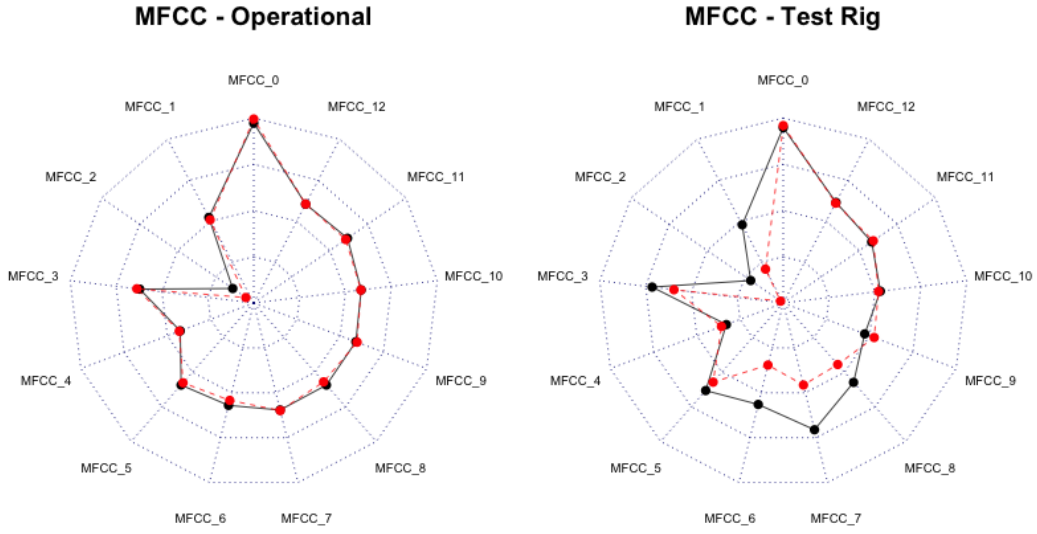 MFCC - Operational
MFCC_0
MFCC_1
MFCC_12
MFCC_2
MFCC_11
MFCC_3
MFCC_10
MFCC_4
MFCC_9
MFCC_5
MFCC_8
MFCC_6
MFCC_7
MFCC - Test Rig
MFCC_0
MFCC_1
MFCC_12
MFCC_2
MFCC_11
MFCC_3
MFCC_10
MFCC_4
MFCC_9
MFCC_5
MFCC_8
MFCC_6
MFCC_7